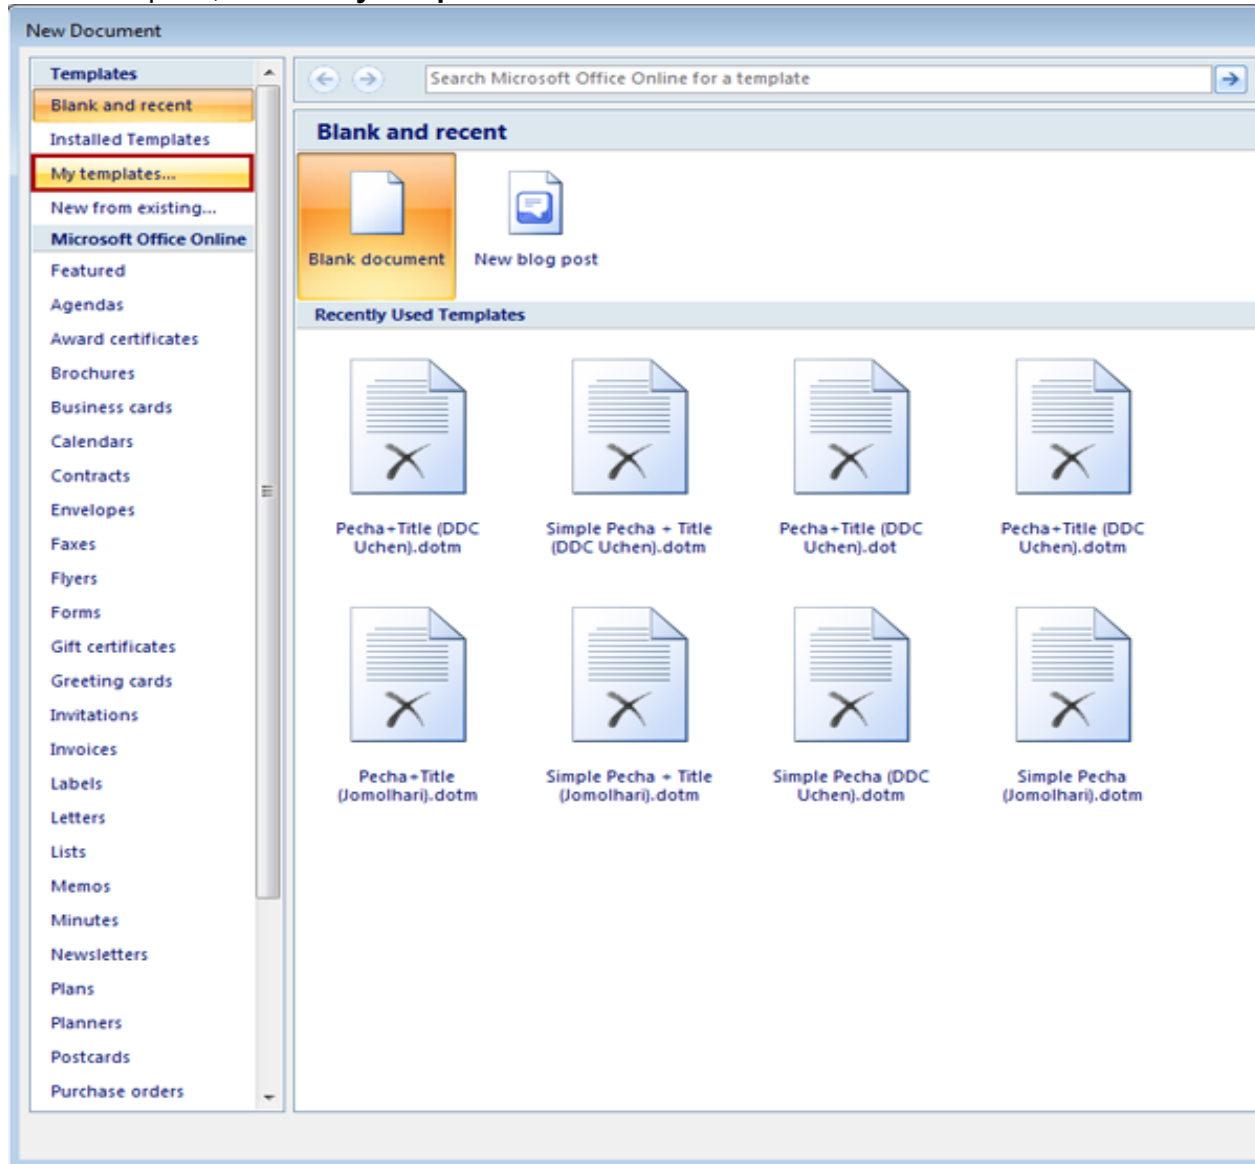 New Document
Templates
Blank and recent
Installed Templates
My templates...
New from existing...
Microsoft Office Online
Featured
Agendas
Award certificates
Brochures
Business cards
Calendars
Contracts
Envelopes
Faxes
Flyers
Forms
Gift certificates
Greeting cards
Invitations
Invoices
Labels
Letters
Lists
Memos
Minutes
Newsletters
Plans
Planners
Postcards
Purchase orders
Search Microsoft Office Online for a template
Blank and recent
Blank document
New blog post
Recently Used Templates
Pecha+Title (DDC
Uchen).dotm
Simple Pecha + Title
(DDC Uchen).dotm
Pecha+Title (DDC
Uchen).dot
Pecha+Title (DDC
Uchen).dotm
Pecha+Title
(Jomolhari).dotm
Simple Pecha + Title
(Jomolhari).dotm
Simple Pecha (DDC
Uchen).dotm
Simple Pecha
(Jomolhari).dotm